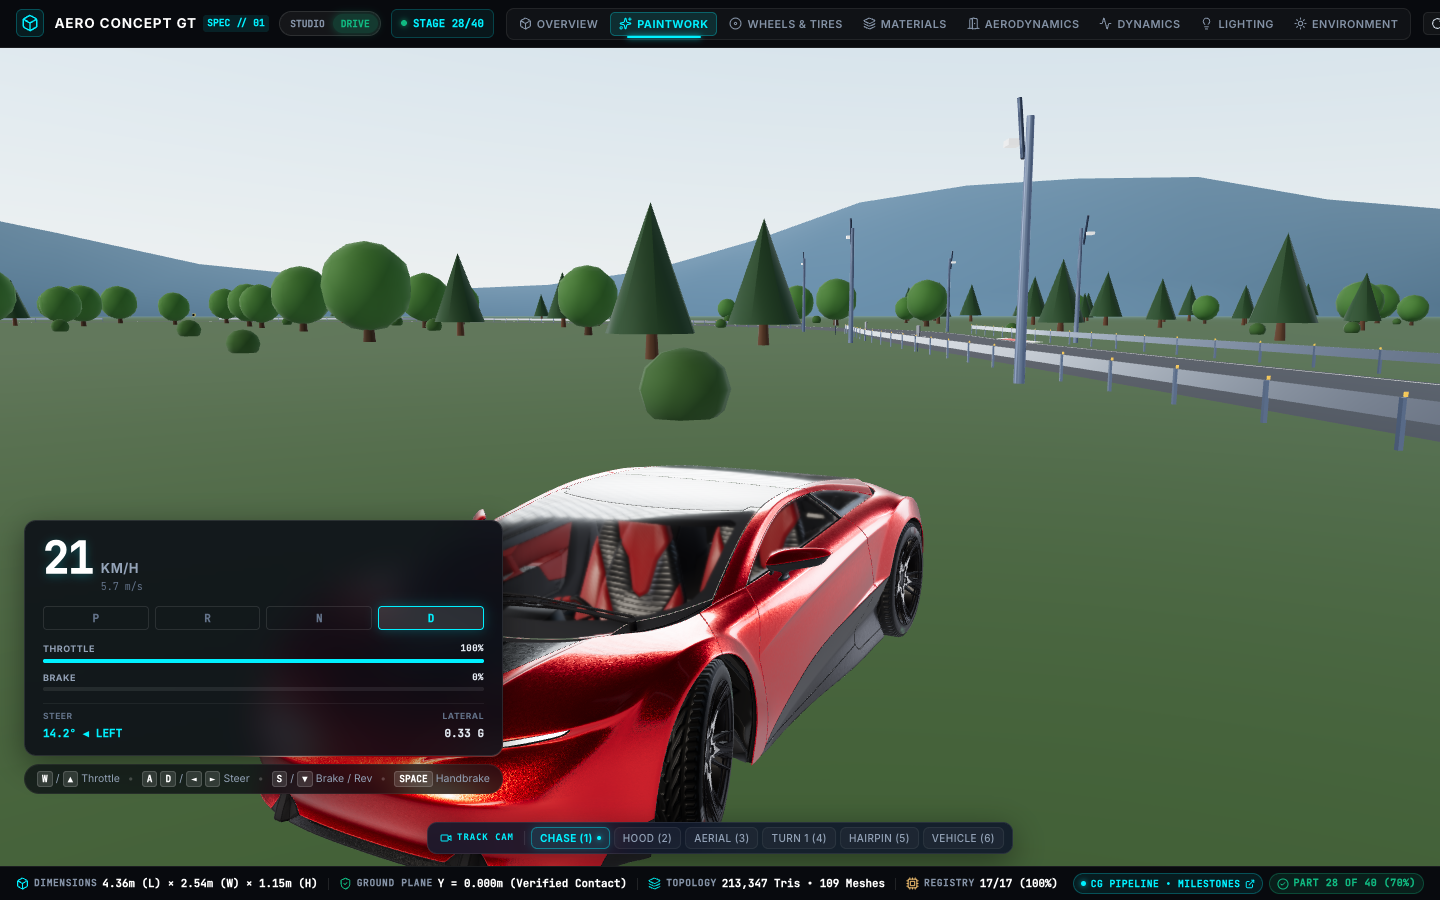 AERO CONCEPT GT SPEC // 01 STUDIO DRIVE STAGE 28/40 OVERVIEW PAINTWORK WHEELS & TIRES MATERIALS AERODYNAMICS DYNAMICS LIGHTING ENVIRONMENT
21 KM/H
5.7 m/s
P R N D
THROTTLE 100%
BRAKE 0%
STEER LATERAL
14.2° ◄ LEFT 0.33 G
W / ▲ Throttle • A D / ◄ ► Steer • S / ▼ Brake / Rev • SPACE Handbrake
TRACK CAM CHASE (1) HOOD (2) AERIAL (3) TURN 1 (4) HAIRPIN (5) VEHICLE (6)
DIMENSIONS 4.36m (L) × 2.54m (W) × 1.15m (H) GROUND PLANE Y = 0.000m (Verified Contact) TOPOLOGY 213,347 Tris • 109 Meshes REGISTRY 17/17 (100%) CG PIPELINE • MILESTONES PART 28 OF 40 (70%)